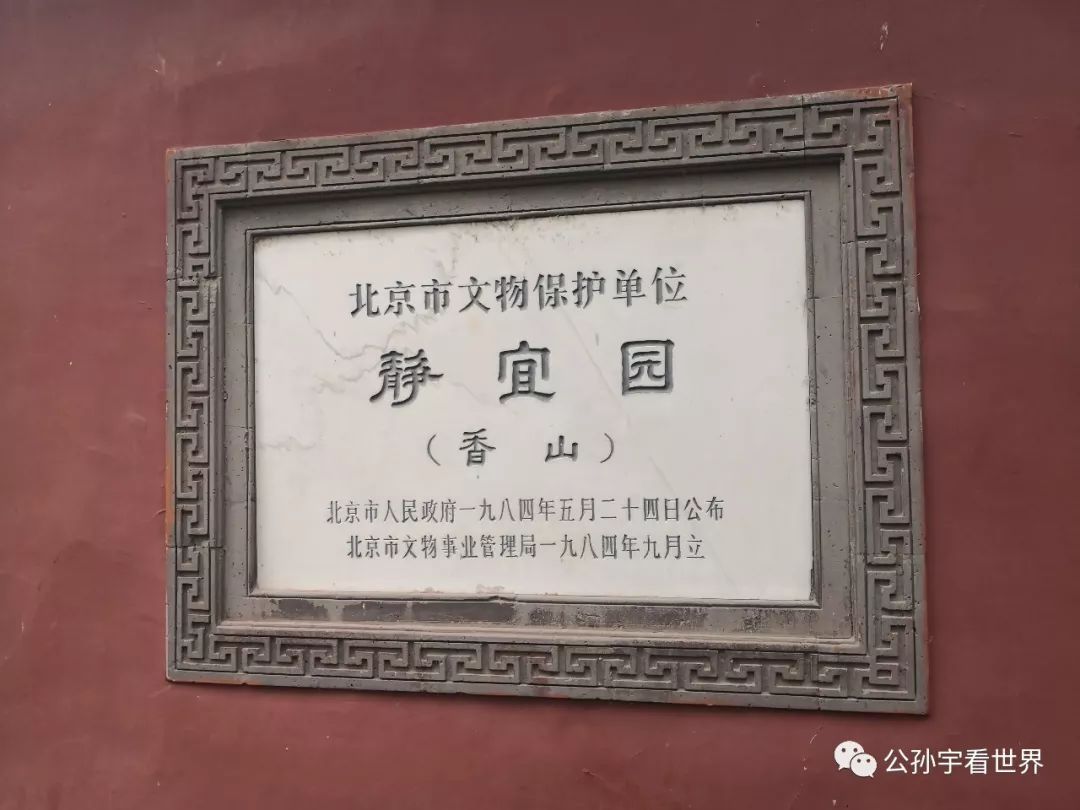 北京市文物保护单位
静宜园
（香山）
北京市人民政府一九八四年五月二十四日公布
北京市文物事业管理局一九八四年九月立
公孙宇看世界